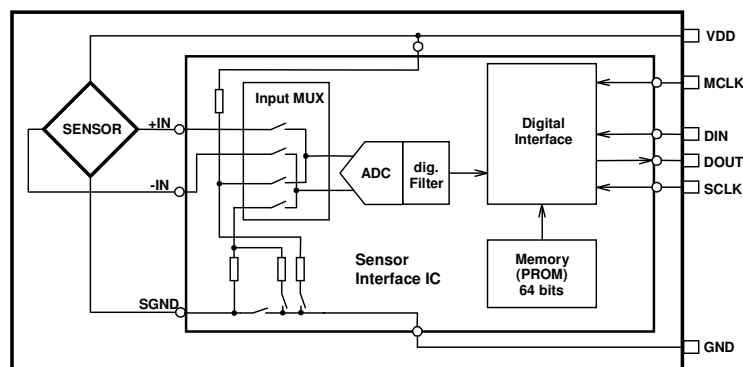 VDD
MCLK
Input MUX
SENSOR
+IN
Digital
Interface
DIN
DOUT
ADC
dig.
Filter
-IN
SCLK
Sensor
Interface IC
Memory
(PROM)
64 bits
SGND
GND